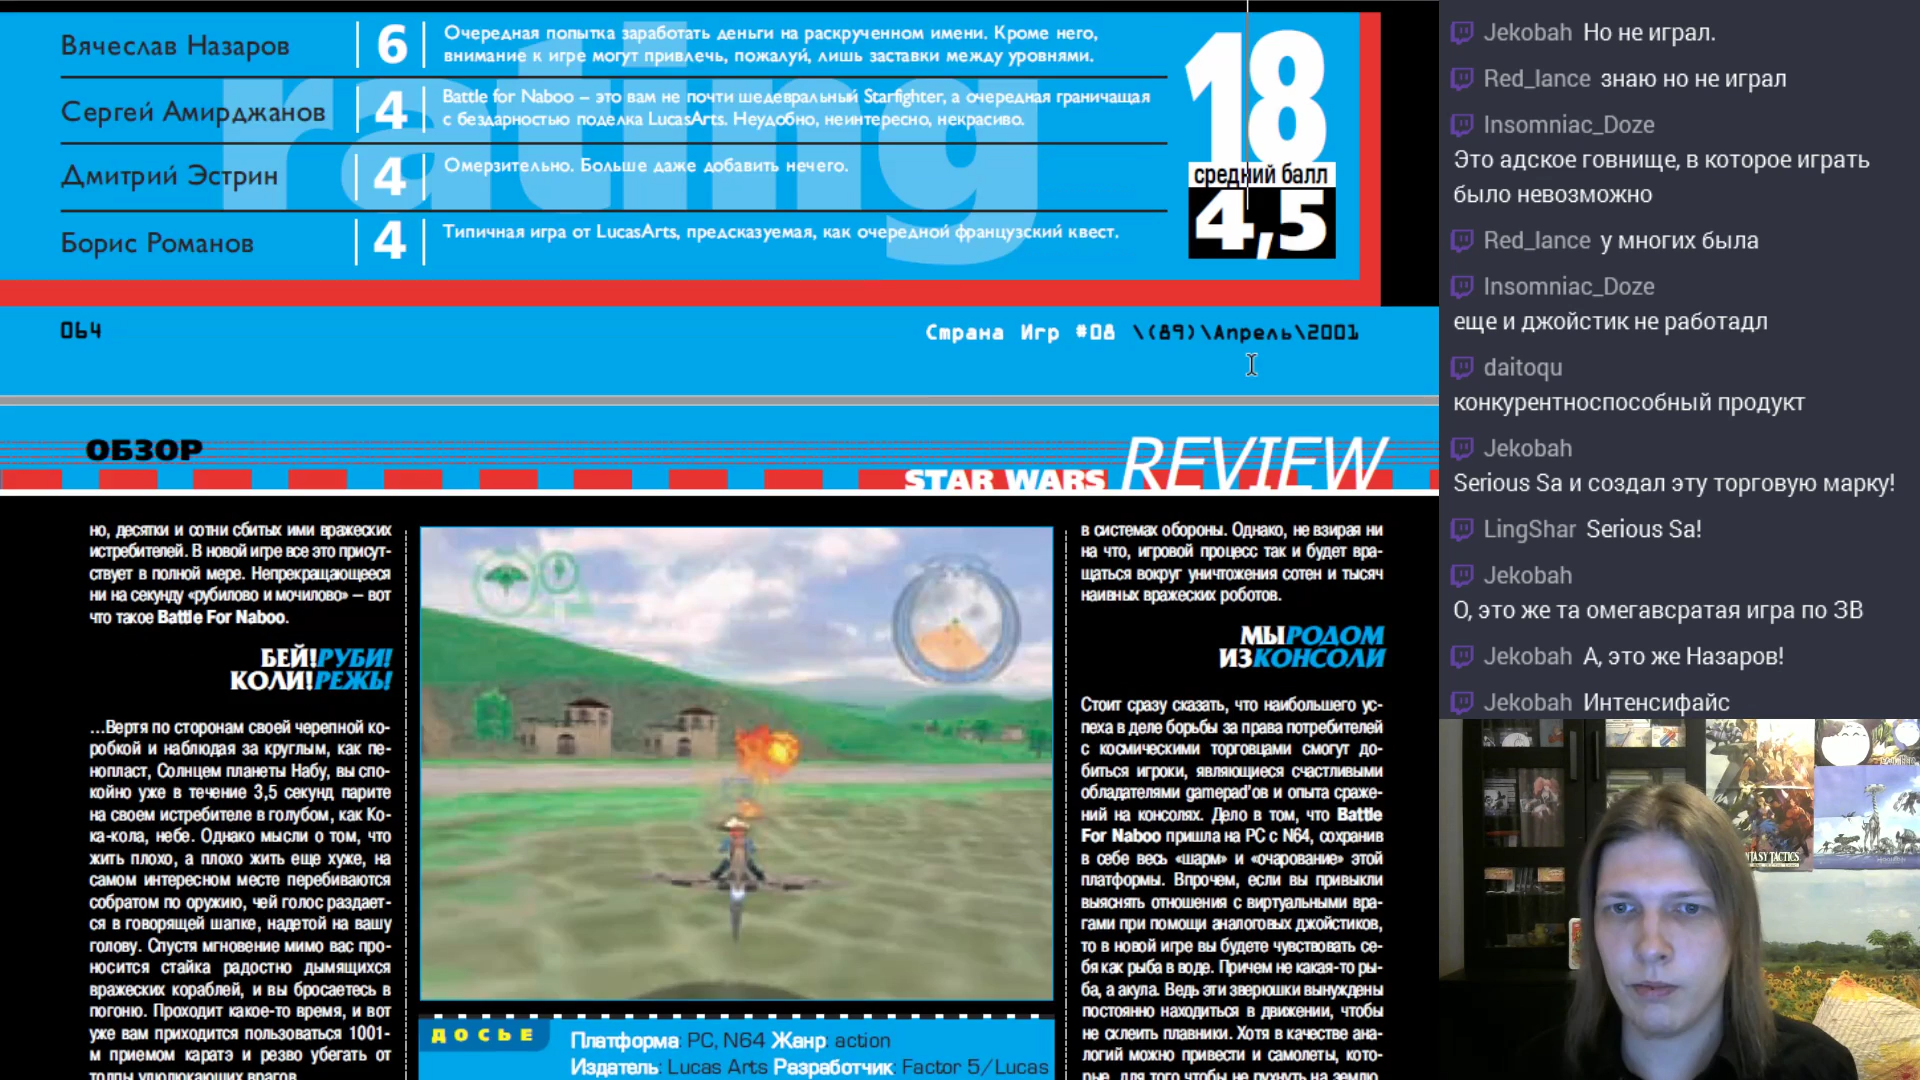 Вячеслав Назаров
6
Очередная попытка заработать деньги на раскрученном имени. Кроме него,
внимание к игре могут привлечь, пожалуй, лишь заставки между уровнями.
Сергей Амирджанов
4
Battle for Naboo – это вам не почти шедевральный Starfighter, а очередная граничащая
с бездарностью поделка LucasArts. Неудобно, неинтересно, некрасиво.
Дмитрий Эстрин
4
Омерзительно. Больше даже добавить нечего.
Борис Романов
4
Типичная игра от LucasArts, предсказуемая, как очередной французский квест.
rating
18
средний балл
4,5
064
Страна Игр #08 \(89)\Апрель\2001
ОБЗОР
STAR WARS REVIEW
но, десятки и сотни сбитых ими вражеских
истребителей. В новой игре все это присут-
ствует в полной мере. Непрекращающееся
ни на секунду «рубилово и мочилово» – вот
что такое Battle For Naboo.
БЕЙ!РУБИ!
КОЛИ!РЕЖЬ!
...Вертя по сторонам своей черепной ко-
робкой и наблюдая за круглым, как пе-
нопласт, Солнцем планеты Набу, вы спо-
койно уже в течение 3,5 секунд парите
на своем истребителе в голубом, как Ко-
ка-кола, небе. Однако мысли о том, что
жить плохо, а плохо жить еще хуже, на
самом интересном месте перебиваются
собратом по оружию, чей голос раздает-
ся в говорящей шапке, надетой на вашу
голову. Спустя мгновение мимо вас про-
носится стайка радостно дымящихся
вражеских кораблей, и вы бросаетесь в
погоню. Проходит какое-то время, и вот
уже вам приходится пользоваться 1001-
м приемом каратэ и резво убегать от
толпы улюлюкающих врагов.
ДОСЬЕ
Платформа: PC, N64 Жанр: action
Издатель: Lucas Arts Разработчик: Factor 5/Lucas
в системах обороны. Однако, не взирая ни
на что, игровой процесс так и будет вра-
щаться вокруг уничтожения сотен и тысяч
наивных вражеских роботов.
МЫРОДОМ
ИЗКОНСОЛИ
Стоит сразу сказать, что наибольшего ус-
пеха в деле борьбы за права потребителей
с космическими торговцами смогут до-
биться игроки, являющиеся счастливыми
обладателями gamepad'ов и опыта сраже-
ний на консолях. Дело в том, что Battle
For Naboo пришла на PC с N64, сохранив
в себе весь «шарм» и «очарование» этой
платформы. Впрочем, если вы привыкли
выяснять отношения с виртуальными вра-
гами при помощи аналоговых джойстиков,
то в новой игре вы будете чувствовать се-
бя как рыба в воде. Причем не какая-то ры-
ба, а акула. Ведь эти зверюшки вынуждены
постоянно находиться в движении, чтобы
не склеить плавники. Хотя в качестве ана-
логий можно привести и самолеты, кото-
рые, для того чтобы не рухнуть на землю,
Jekobah Но не играл.
Red_lance знаю но не играл
Insomniac_Doze
Это адское говнище, в которое играть
было невозможно
Red_lance у многих была
Insomniac_Doze
еще и джойстик не работадл
daitoqu
конкурентноспособный продукт
Jekobah
Serious Sa и создал эту торговую марку!
LingShar Serious Sa!
Jekobah
О, это же та омегавсратая игра по ЗВ
Jekobah А, это же Назаров!
Jekobah Интенсифайс
TACTICS